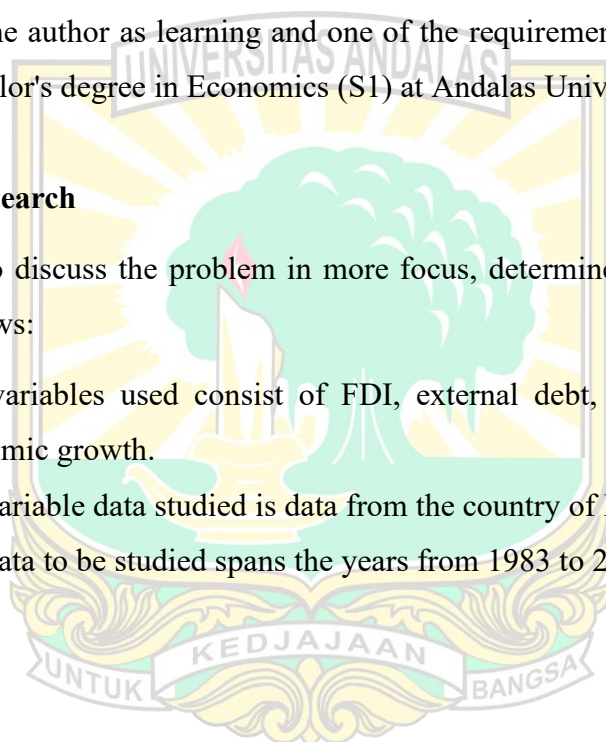 UNIVERSITAS ANDALAS
ne author as learning and one of the requiremen
lor's degree in Economics (S1) at Andalas Univ
earch
o discuss the problem in more focus, determine
ws:
variables used consist of FDI, external debt,
mic growth.
ariable data studied is data from the country of
ata to be studied spans the years from 1983 to 2
UNTUK KEDJAJAAN BANGSA